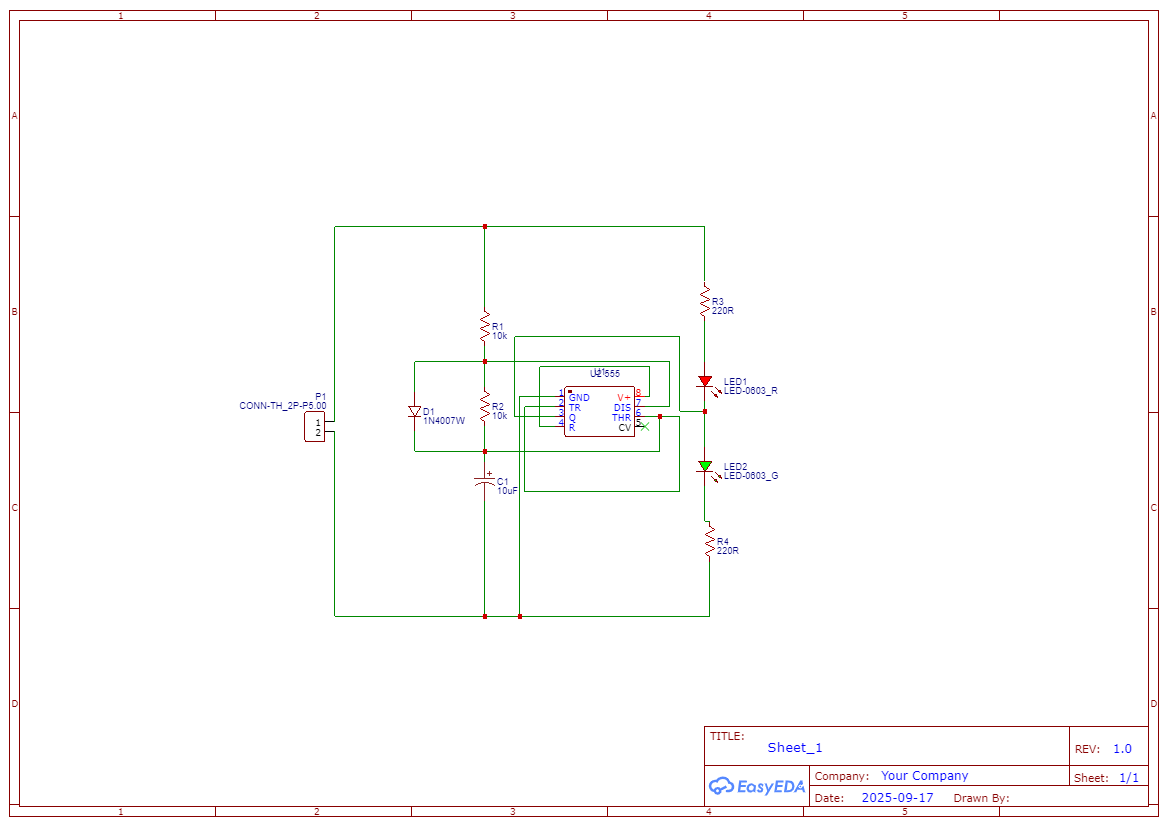 1 2 3 4 5
A A
R3
220R
B B
R1
10k
U1
U2 555
LED1
LED-0603_R
P1
CONN-TH_2P-P5.00
1
2
D1
1N4007W
R2
10k
1 GND V+ 8
2 TR DIS 7
3 Q THR 6
4 R CV 5
LED2
LED-0603_G
+
C1
10uF
C C
R4
220R
D D
TITLE:
Sheet_1
REV: 1.0
EasyEDA
Company: Your Company
Sheet: 1/1
Date: 2025-09-17 Drawn By:
1 2 3 4 5